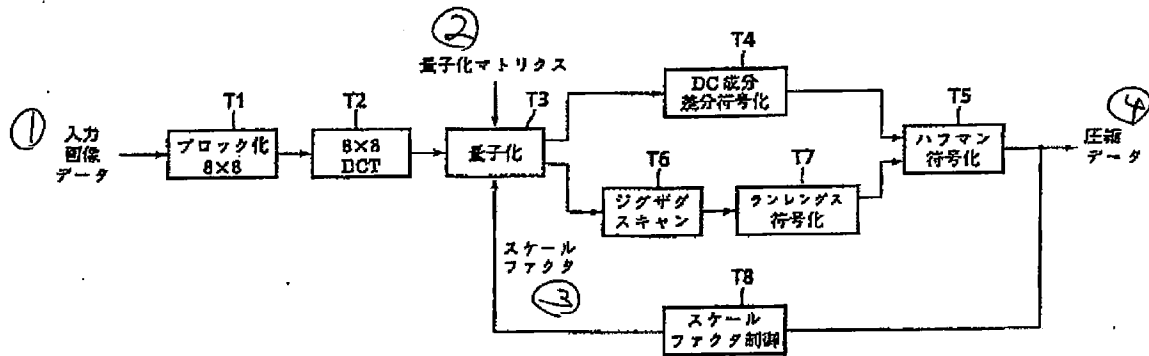 ②
量子化マトリクス
T4
DC成分
差分符号化
①
入力
画像
データ
T1
ブロック化
8×8
T2
8×8
DCT
T3
量子化
T5
ハフマン
符号化
④
圧縮
データ
T6
ジグザグ
スキャン
T7
ランレングス
符号化
スケール
ファクタ
③
T8
スケール
ファクタ制御